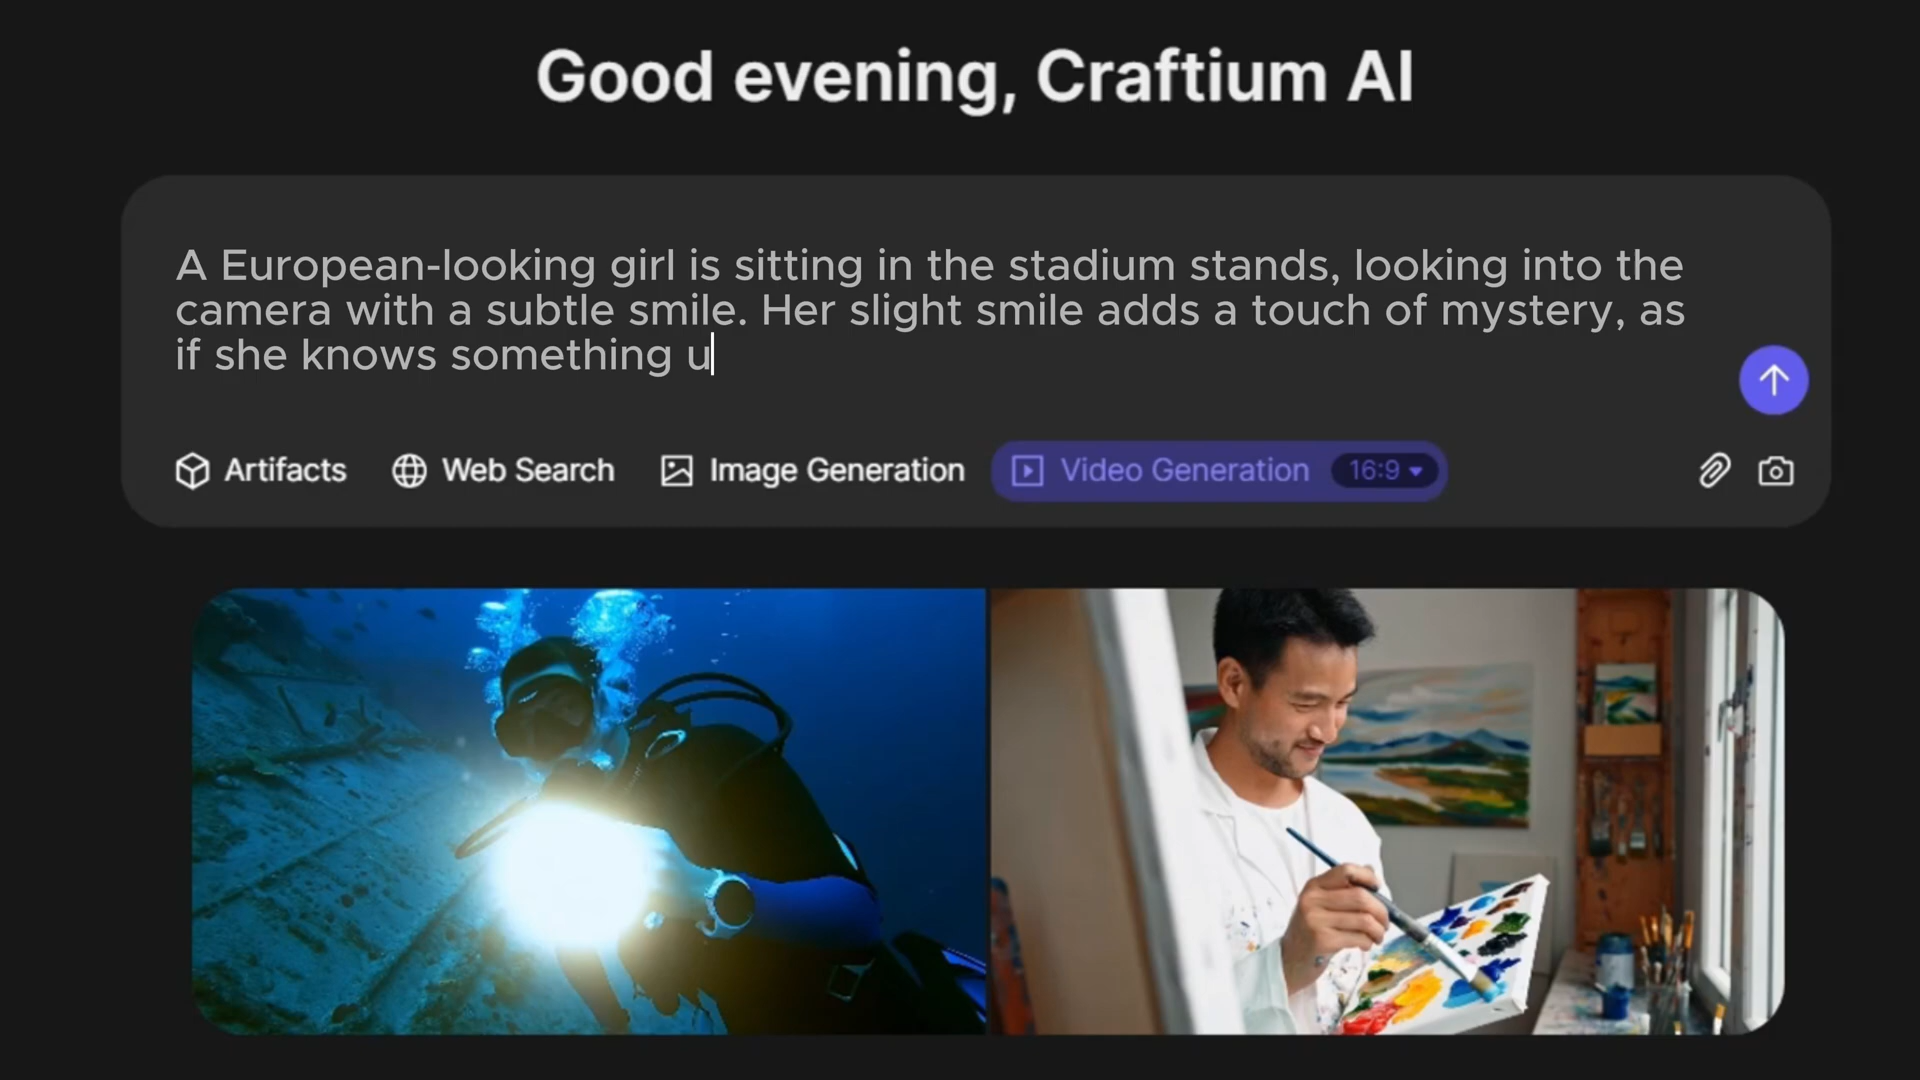 Good evening, Craftium AI
A European-looking girl is sitting in the stadium stands, looking into the
camera with a subtle smile. Her slight smile adds a touch of mystery, as
if she knows something u
Artifacts Web Search Image Generation Video Generation 16:9